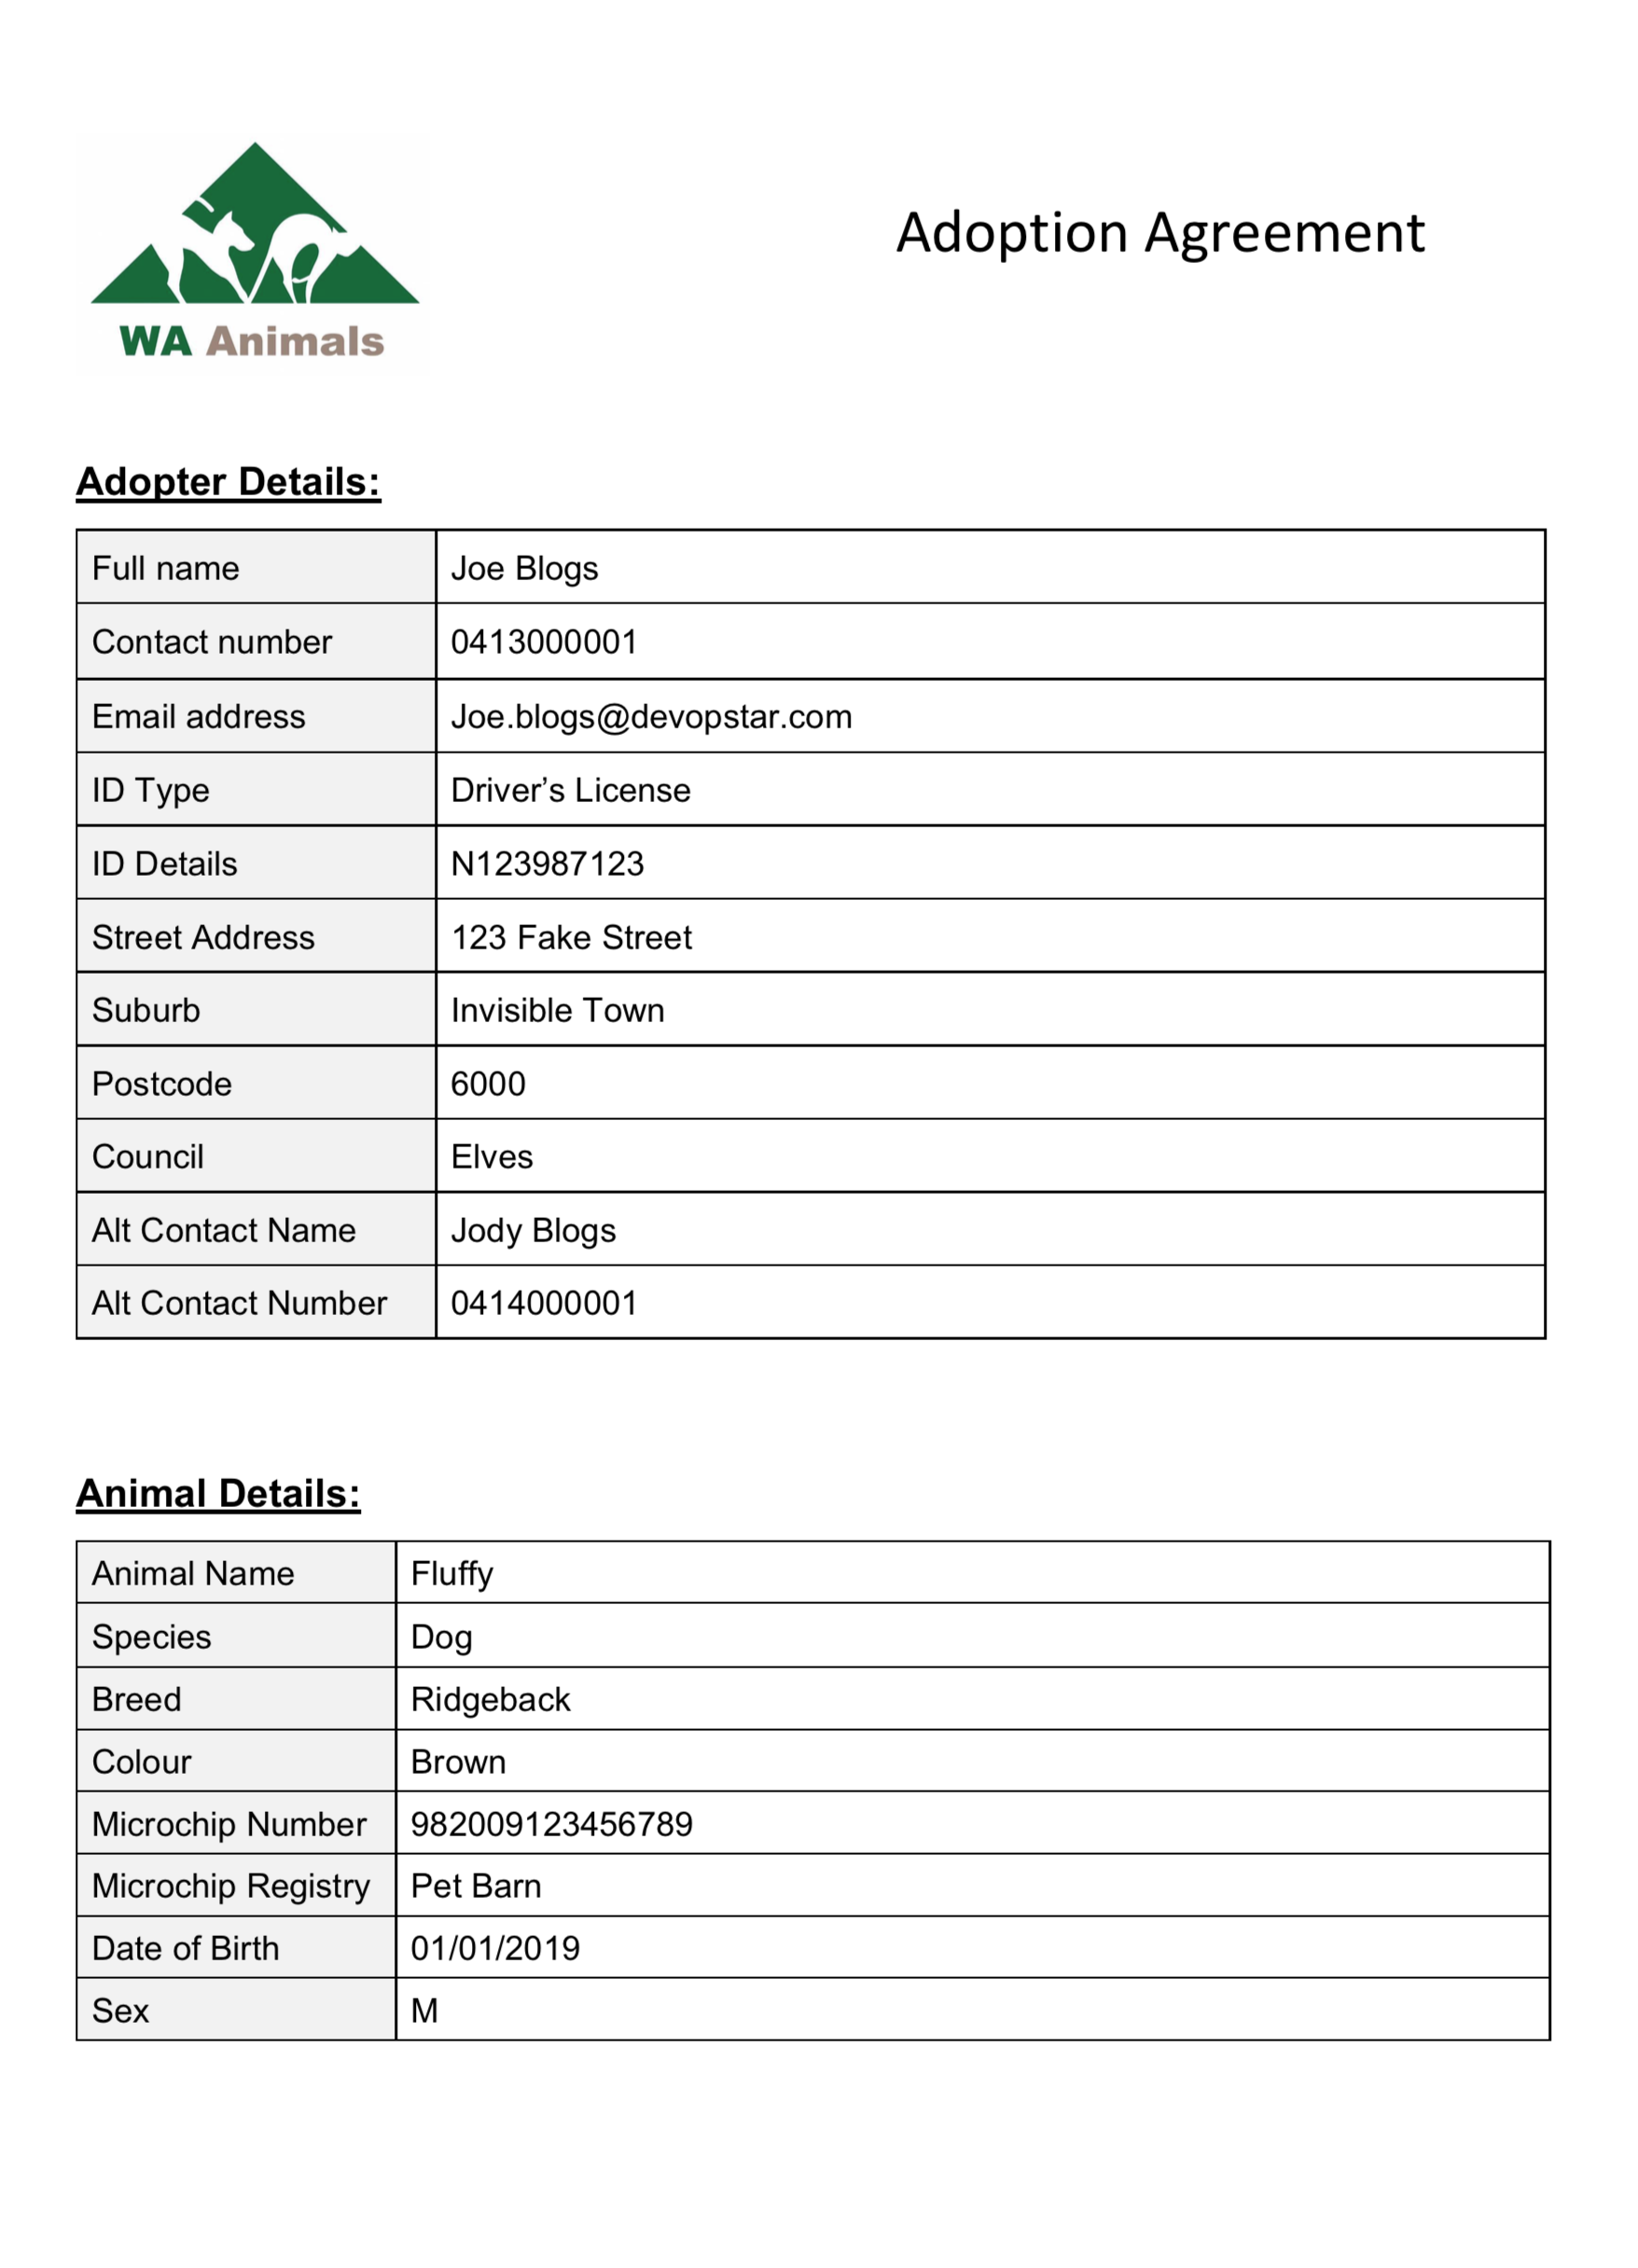 Adoption Agreement
WA Animals
Adopter Details:
Full name Joe Blogs
Contact number 0413000001
Email address Joe.blogs@devopstar.com
ID Type Driver’s License
ID Details N123987123
Street Address 123 Fake Street
Suburb Invisible Town
Postcode 6000
Council Elves
Alt Contact Name Jody Blogs
Alt Contact Number 0414000001
Animal Details:
Animal Name Fluffy
Species Dog
Breed Ridgeback
Colour Brown
Microchip Number 982009123456789
Microchip Registry Pet Barn
Date of Birth 01/01/2019
Sex M